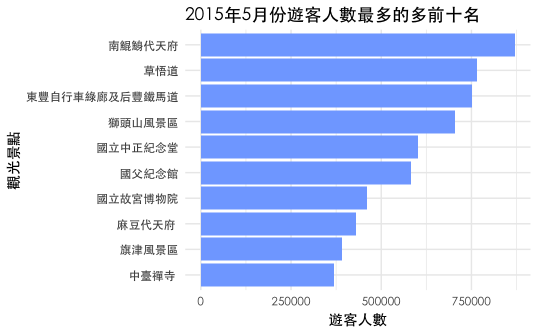 2015年5月份遊客人數最多的多前十名
南鯤鯓代天府
草悟道
東豐自行車綠廊及后豐鐵馬道
獅頭山風景區
國立中正紀念堂
國父紀念館
國立故宮博物院
麻豆代天府
旗津風景區
中臺禪寺
觀光景點
0 250000 500000 750000
遊客人數